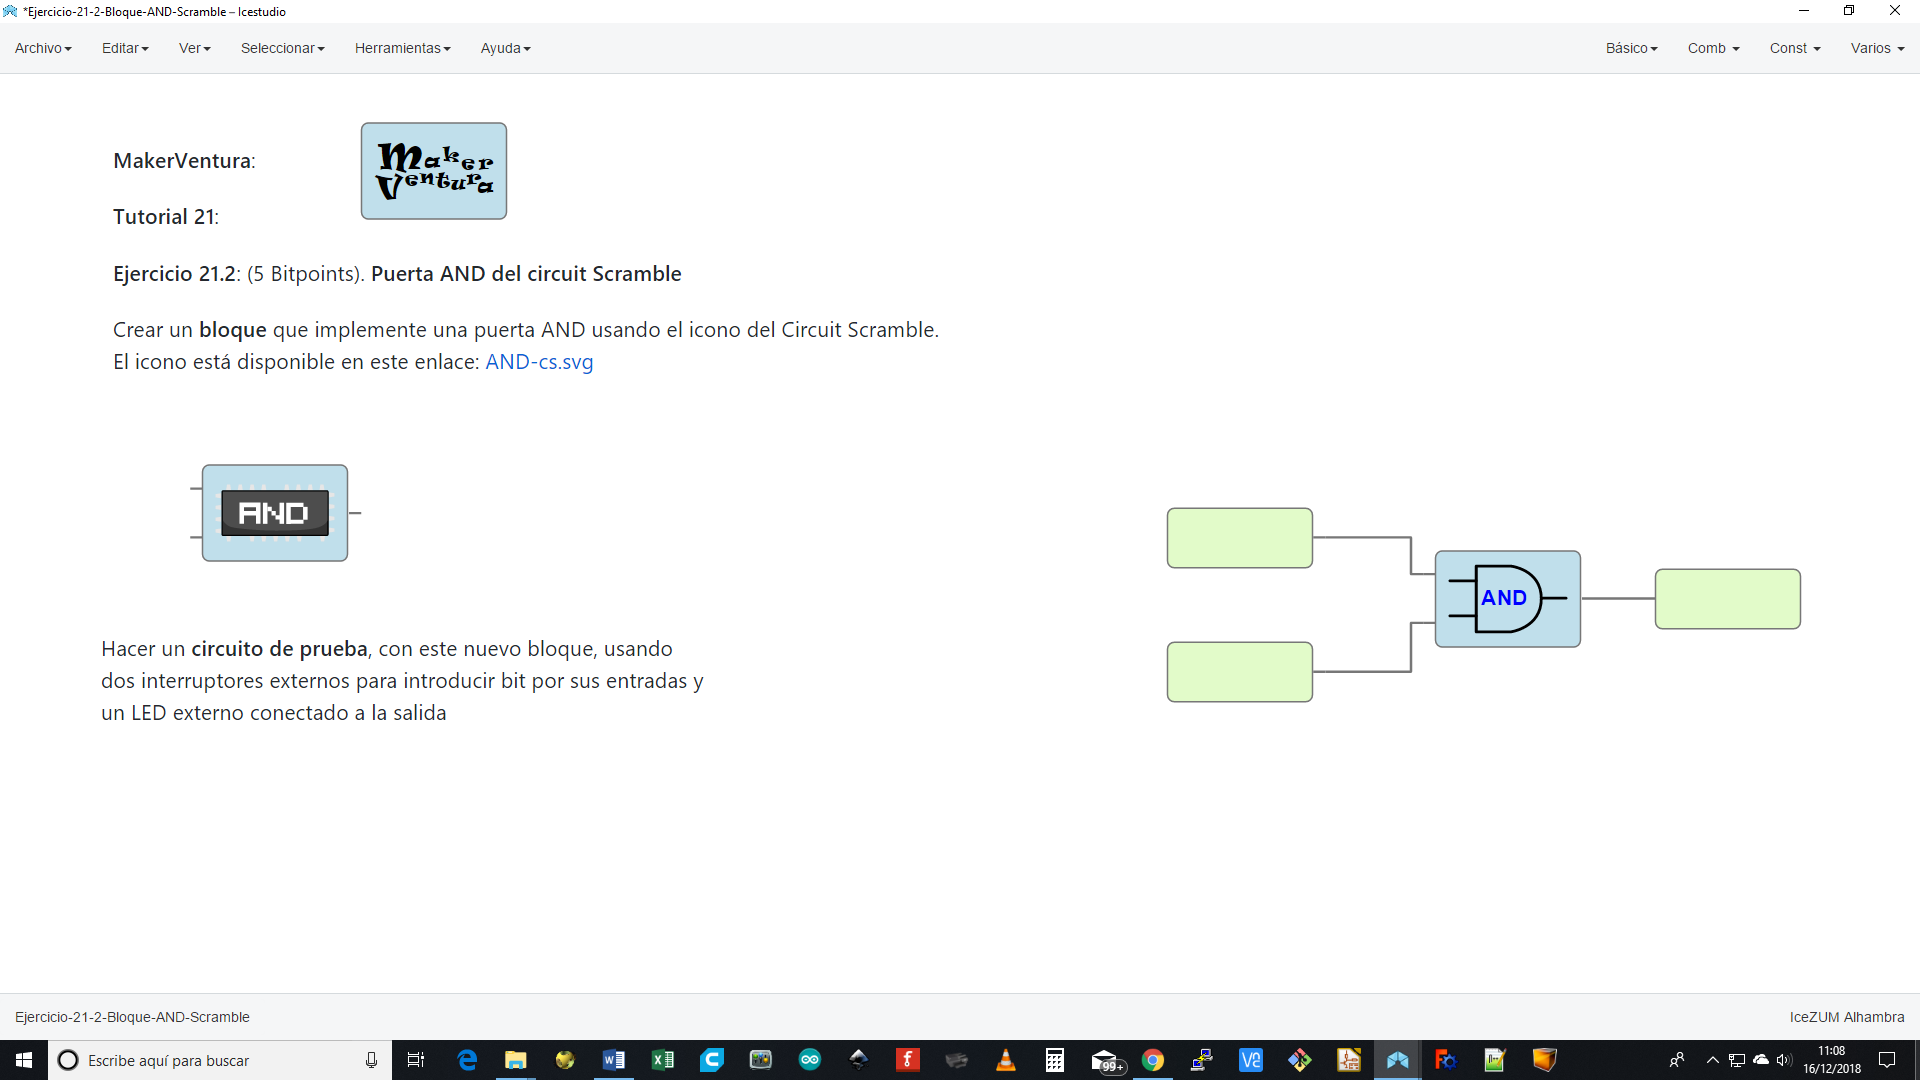 *Ejercicio-21-2-Bloque-AND-Scramble – Icestudio
Archivo Editar Ver Seleccionar Herramientas Ayuda Básico Comb Const Varios
MakerVentura:
Maker
Ventura
Tutorial 21:
Ejercicio 21.2: (5 Bitpoints). Puerta AND del circuit Scramble
Crear un bloque que implemente una puerta AND usando el icono del Circuit Scramble.
El icono está disponible en este enlace: AND-cs.svg
AND
AND
Hacer un circuito de prueba, con este nuevo bloque, usando
dos interruptores externos para introducir bit por sus entradas y
un LED externo conectado a la salida
Ejercicio-21-2-Bloque-AND-Scramble
IceZUM Alhambra
Escribe aquí para buscar
99+
11:08
16/12/2018